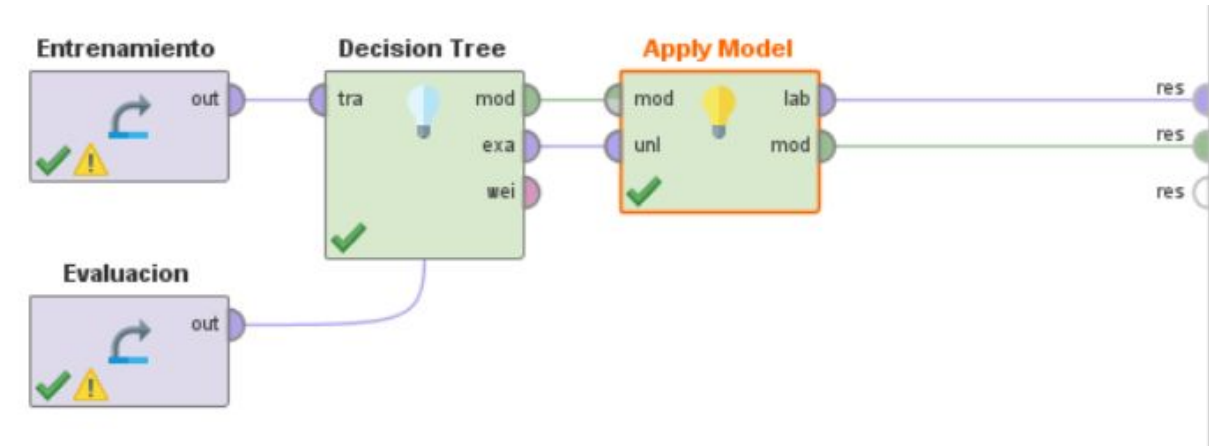 Entrenamiento
out
Decision Tree
tra
mod
exa
wei
Apply Model
mod
lab
unl
mod
res
res
res
Evaluacion
out